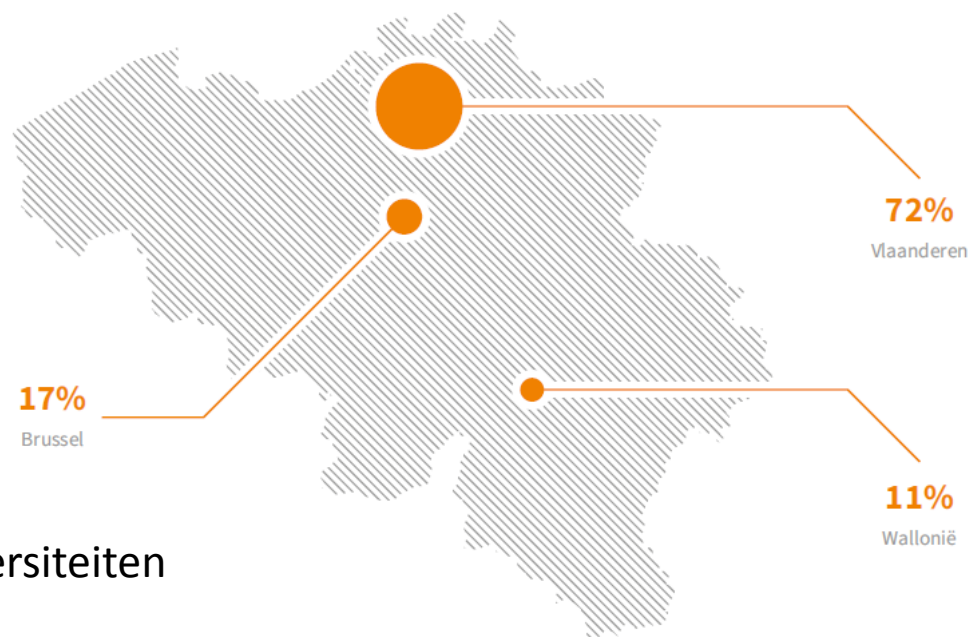 72%
Vlaanderen
17%
Brussel
11%
Wallonië
ersiteiten